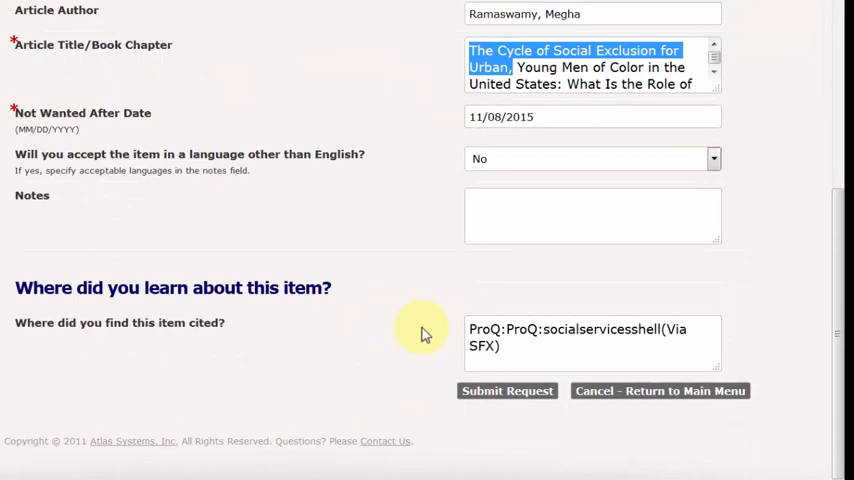 Article Author
Ramaswamy, Megha
*Article Title/Book Chapter
The Cycle of Social Exclusion for
Urban, Young Men of Color in the
United States: What Is the Role of
*Not Wanted After Date
(MM/DD/YYYY)
11/08/2015
Will you accept the item in a language other than English?
If yes, specify acceptable languages in the notes field.
No
Notes
Where did you learn about this item?
Where did you find this item cited?
ProQ:ProQ:socialservicesshell(Via
SFX)
Submit Request
Cancel - Return to Main Menu
Copyright © 2011 Atlas Systems, Inc. All Rights Reserved. Questions? Please Contact Us.